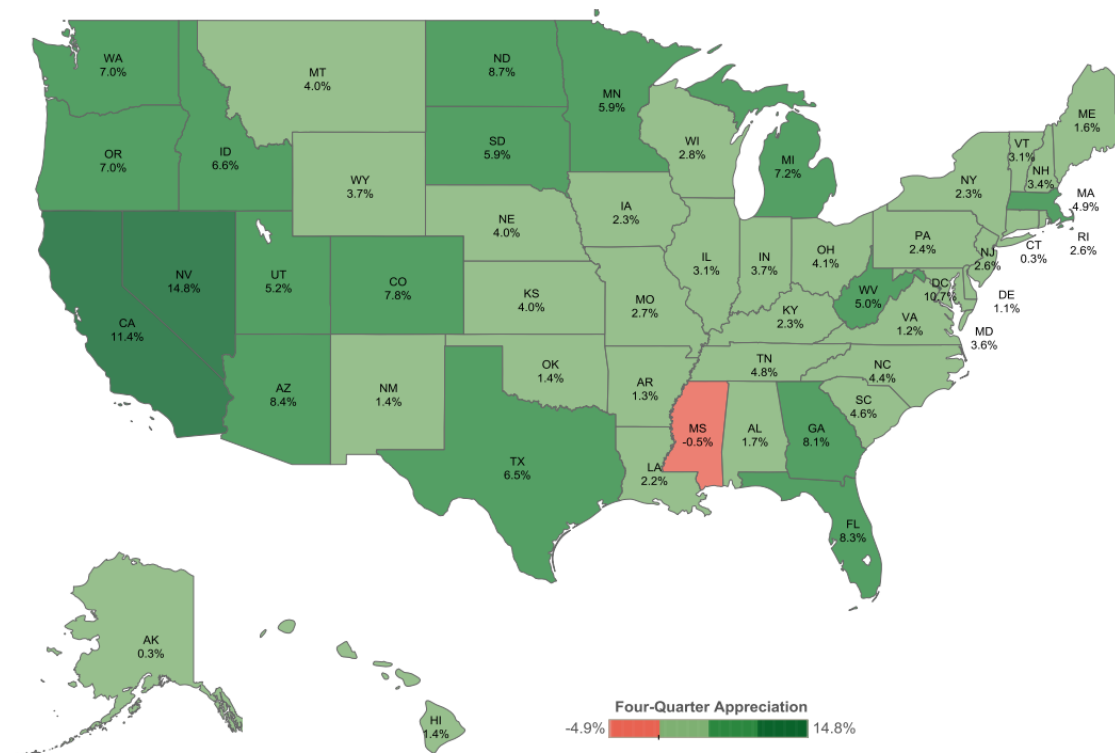 WA
7.0%
MT
4.0%
ND
8.7%
MN
5.9%
OR
7.0%
ID
6.6%
SD
5.9%
WI
2.8%
MI
7.2%
ME
1.6%
VT
3.1%
NH
3.4%
WY
3.7%
NY
2.3%
MA
4.9%
NE
4.0%
IA
2.3%
PA
2.4%
RI
2.6%
CT
0.3%
NV
14.8%
UT
5.2%
CO
7.8%
IL
3.1%
IN
3.7%
OH
4.1%
NJ
2.6%
CA
11.4%
KS
4.0%
MO
2.7%
WV
5.0%
DC
10.7%
DE
1.1%
KY
2.3%
VA
1.2%
MD
3.6%
AZ
8.4%
NM
1.4%
OK
1.4%
AR
1.3%
TN
4.8%
NC
4.4%
SC
4.6%
MS
-0.5%
AL
1.7%
GA
8.1%
TX
6.5%
LA
2.2%
FL
8.3%
AK
0.3%
HI
1.4%
Four-Quarter Appreciation
-4.9% 14.8%